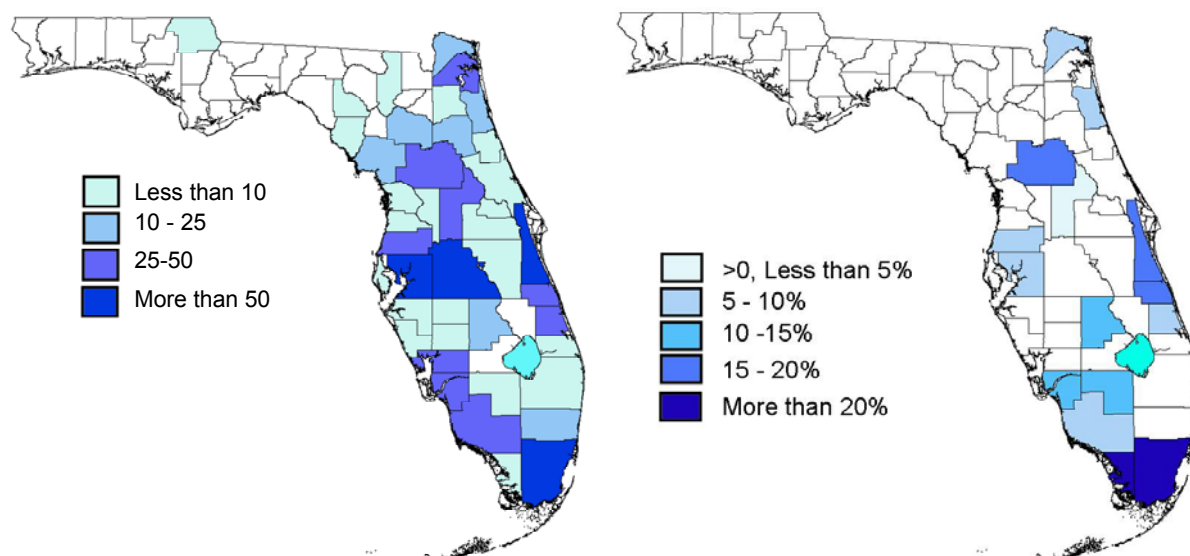 Less than 10
10 - 25
25-50
More than 50
>0, Less than 5%
5 - 10%
10 -15%
15 - 20%
More than 20%